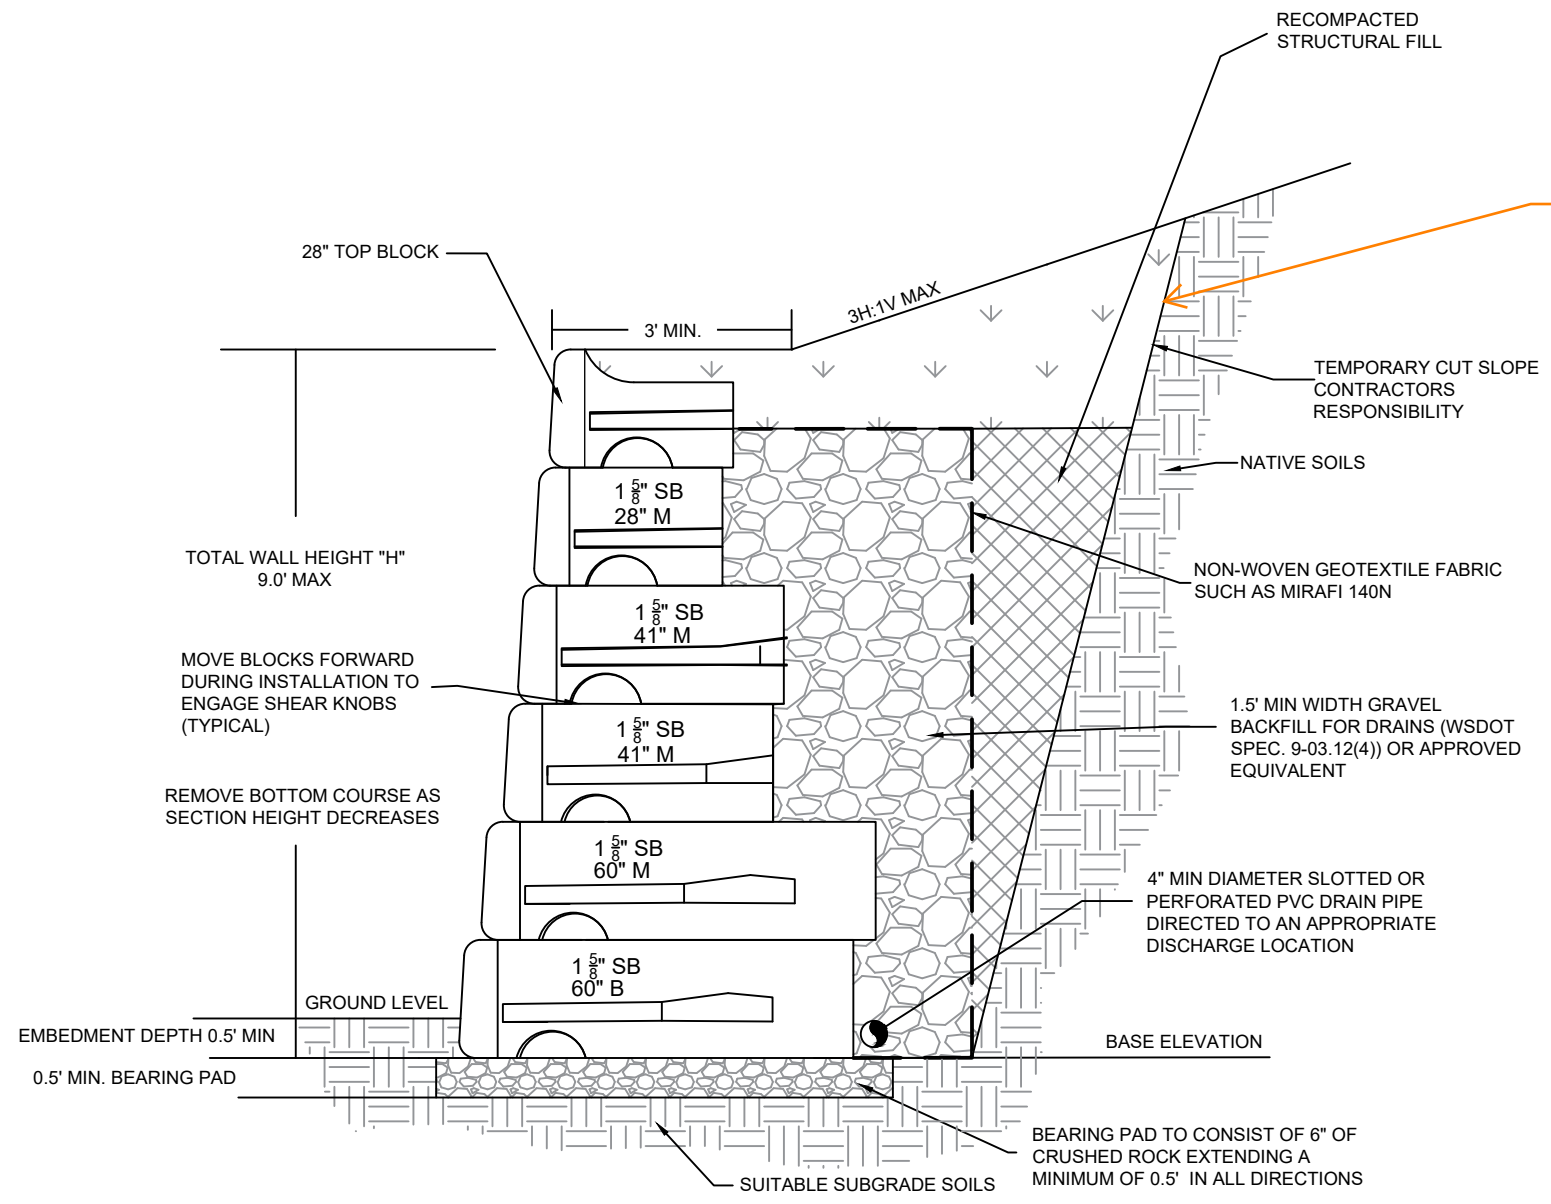 RECOMPACTED
STRUCTURAL FILL
28" TOP BLOCK
3' MIN.
3H:1V MAX
TEMPORARY CUT SLOPE
CONTRACTORS
RESPONSIBILITY
NATIVE SOILS
1 5/8" SB
28" M
TOTAL WALL HEIGHT "H"
9.0' MAX
NON-WOVEN GEOTEXTILE FABRIC
SUCH AS MIRAFI 140N
1 5/8" SB
41" M
MOVE BLOCKS FORWARD
DURING INSTALLATION TO
ENGAGE SHEAR KNOBS
(TYPICAL)
1 5/8" SB
41" M
1.5' MIN WIDTH GRAVEL
BACKFILL FOR DRAINS (WSDOT
SPEC. 9-03.12(4)) OR APPROVED
EQUIVALENT
REMOVE BOTTOM COURSE AS
SECTION HEIGHT DECREASES
1 5/8" SB
60" M
4" MIN DIAMETER SLOTTED OR
PERFORATED PVC DRAIN PIPE
DIRECTED TO AN APPROPRIATE
DISCHARGE LOCATION
1 5/8" SB
60" B
GROUND LEVEL
EMBEDMENT DEPTH 0.5' MIN
BASE ELEVATION
0.5' MIN. BEARING PAD
BEARING PAD TO CONSIST OF 6" OF
CRUSHED ROCK EXTENDING A
MINIMUM OF 0.5' IN ALL DIRECTIONS
SUITABLE SUBGRADE SOILS